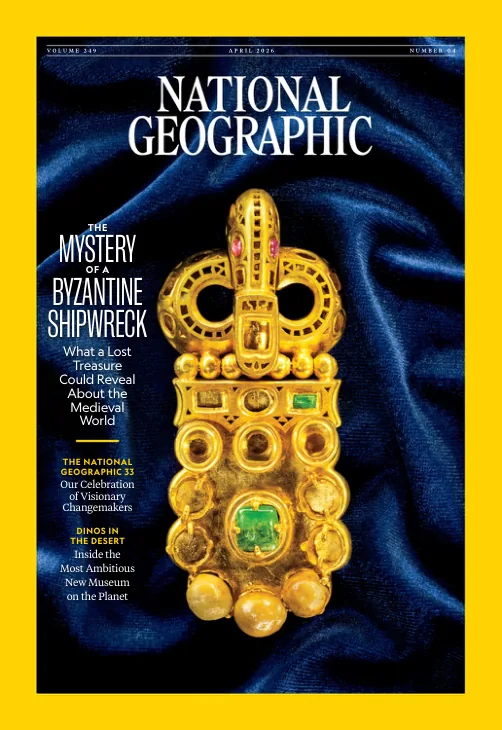 VOLUME 249
APRIL 2026
NUMBER 04
NATIONAL
GEOGRAPHIC
THE
MYSTERY
OF A
BYZANTINE
SHIPWRECK
What a Lost
Treasure
Could Reveal
About the
Medieval
World
THE NATIONAL
GEOGRAPHIC 33
Our Celebration
of Visionary
Changemakers
DINOS IN
THE DESERT
Inside the
Most Ambitious
New Museum
on the Planet